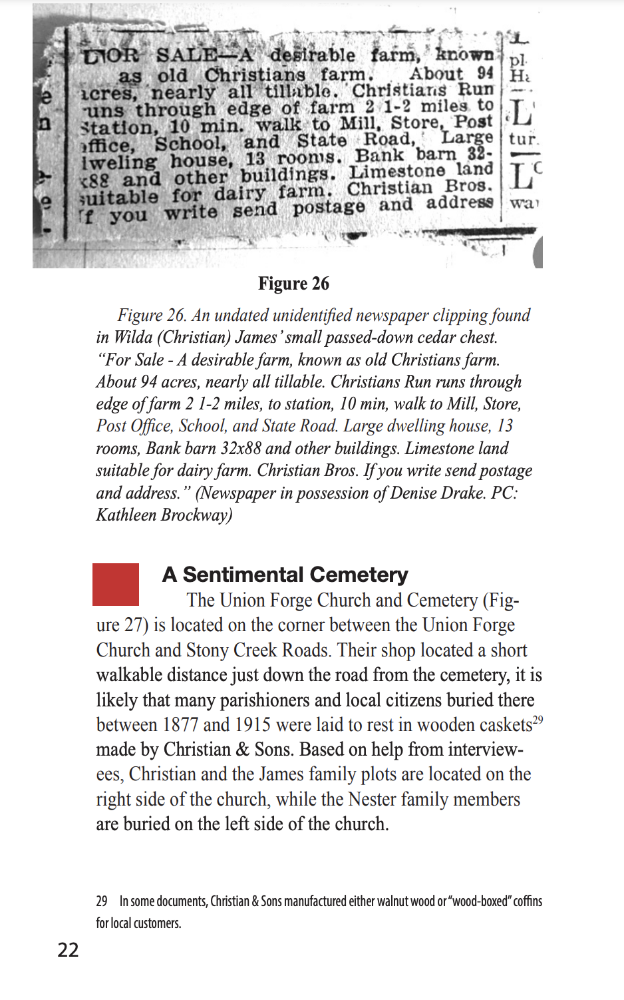 FOR SALE—A desirable farm, known
as old Christians farm. About 94
acres, nearly all tillable. Christians Run
runs through edge of farm 2 1-2 miles to
Station, 10 min. walk to Mill, Store, Post
office, School, and State Road, Large
dweling house, 13 rooms. Bank barn 32-
x88 and other buildings. Limestone land
suitable for dairy farm. Christian Bros.
If you write send postage and address
Figure 26
Figure 26. An undated unidentified newspaper clipping found
in Wilda (Christian) James’ small passed-down cedar chest.
“For Sale - A desirable farm, known as old Christians farm.
About 94 acres, nearly all tillable. Christians Run runs through
edge of farm 2 1-2 miles, to station, 10 min, walk to Mill, Store,
Post Office, School, and State Road. Large dwelling house, 13
rooms, Bank barn 32x88 and other buildings. Limestone land
suitable for dairy farm. Christian Bros. If you write send postage
and address.” (Newspaper in possession of Denise Drake. PC:
Kathleen Brockway)
A Sentimental Cemetery
The Union Forge Church and Cemetery (Fig-
ure 27) is located on the corner between the Union Forge
Church and Stony Creek Roads. Their shop located a short
walkable distance just down the road from the cemetery, it is
likely that many parishioners and local citizens buried there
between 1877 and 1915 were laid to rest in wooden caskets29
made by Christian & Sons. Based on help from interview-
ees, Christian and the James family plots are located on the
right side of the church, while the Nester family members
are buried on the left side of the church.
29 In some documents, Christian & Sons manufactured either walnut wood or “wood-boxed” coffins
for local customers.
22